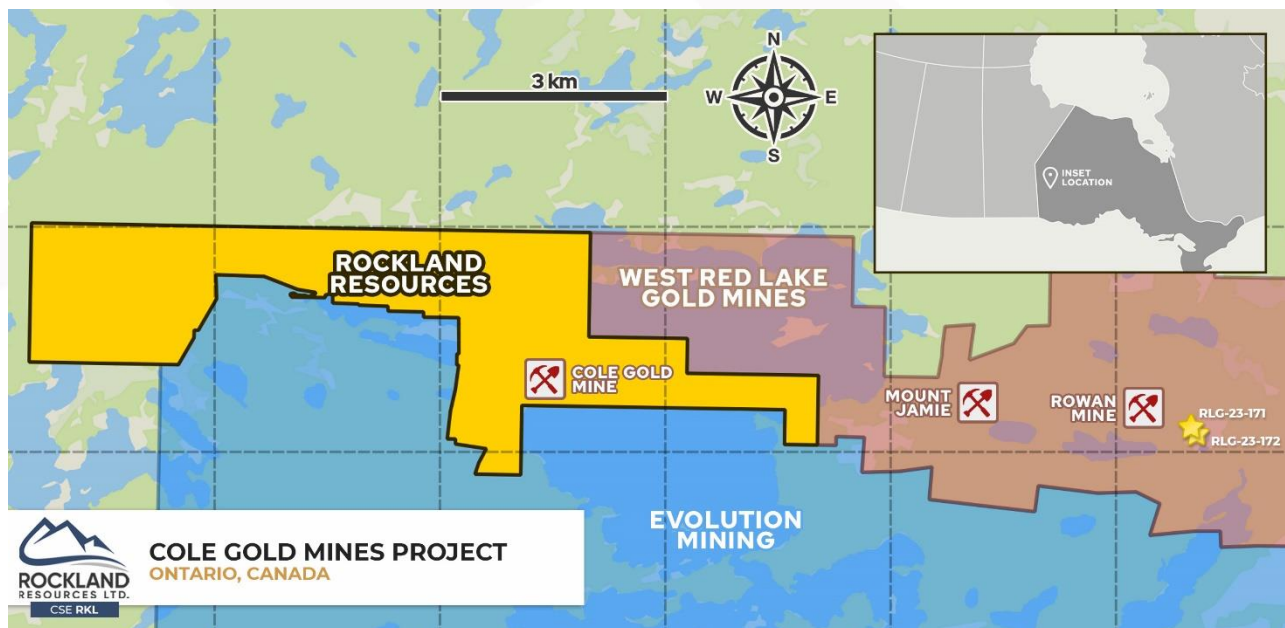 3 km
N
W
E
S
INSET
LOCATION
ROCKLAND
RESOURCES
WEST RED LAKE
GOLD MINES
COLE GOLD
MINE
MOUNT
JAMIE
ROWAN
MINE
RLG-23-171
RLG-23-172
EVOLUTION
MINING
ROCKLAND
RESOURCES LTD.
CSE RKL
COLE GOLD MINES PROJECT
ONTARIO, CANADA